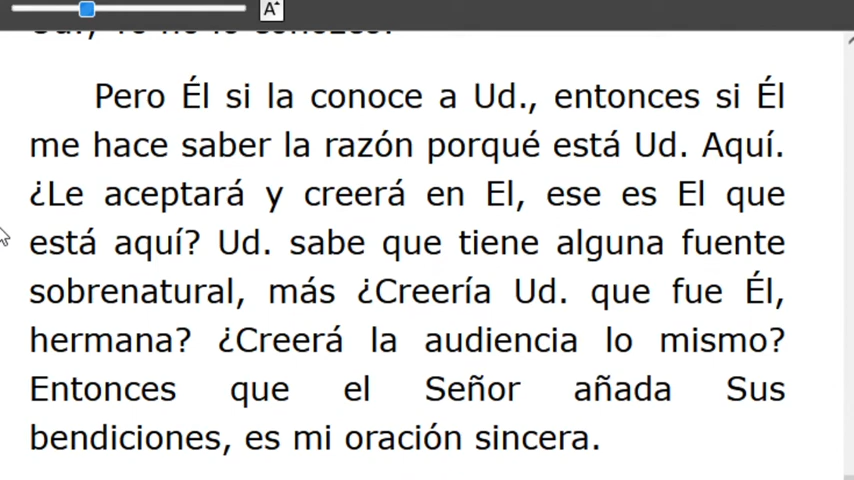 A
Pero Él si la conoce a Ud., entonces si Él
me hace saber la razón porqué está Ud. Aquí.
¿Le aceptará y creerá en El, ese es El que
está aquí? Ud. sabe que tiene alguna fuente
sobrenatural, más ¿Creería Ud. que fue Él,
hermana? ¿Creerá la audiencia lo mismo?
Entonces que el Señor añada Sus
bendiciones, es mi oración sincera.